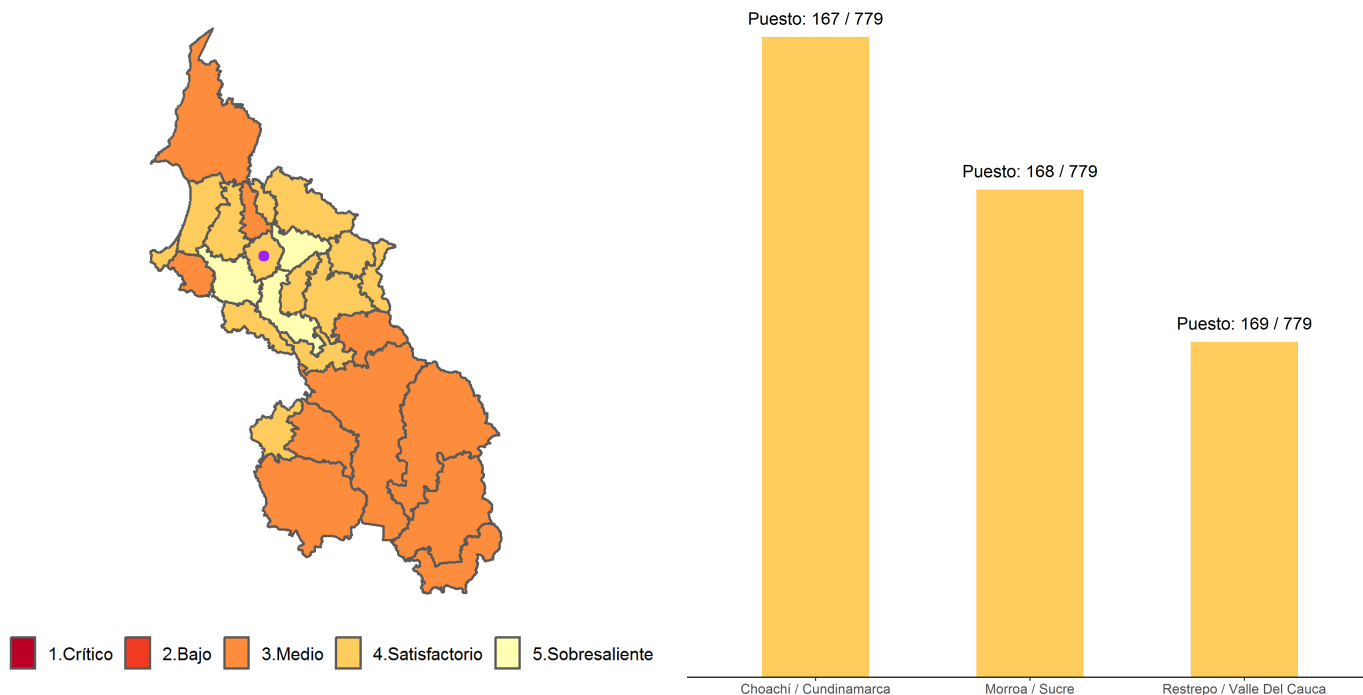 Puesto: 167 / 779
Puesto: 168 / 779
Puesto: 169 / 779
1.Crítico
2.Bajo
3.Medio
4.Satisfactorio
5.Sobresaliente
Choachí / Cundinamarca
Morroa / Sucre
Restrepo / Valle Del Cauca